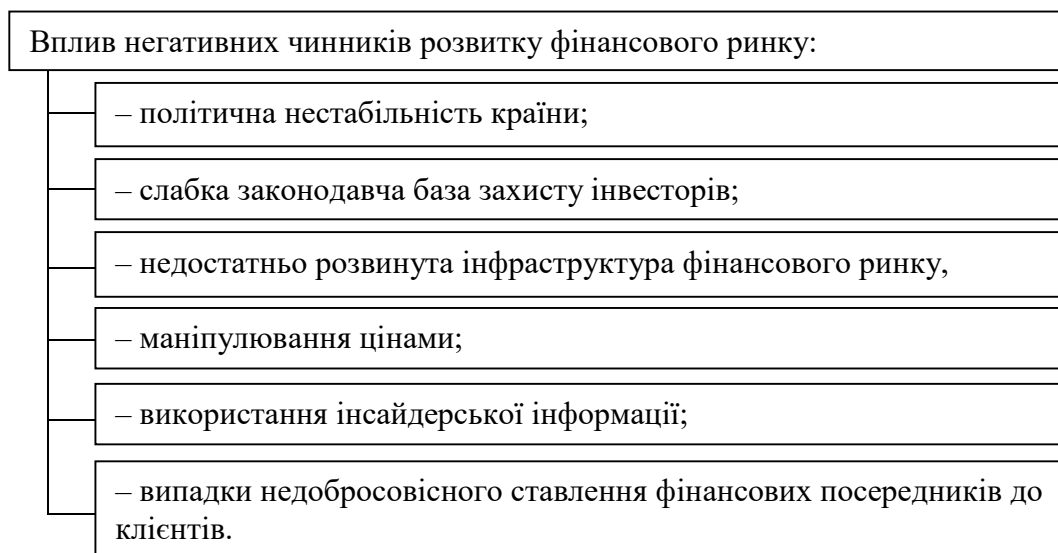 Вплив негативних чинників розвитку фінансового ринку:
– політична нестабільність країни;
– слабка законодавча база захисту інвесторів;
– недостатньо розвинута інфраструктура фінансового ринку,
– маніпулювання цінами;
– використання інсайдерської інформації;
– випадки недобросовісного ставлення фінансових посередників до
клієнтів.